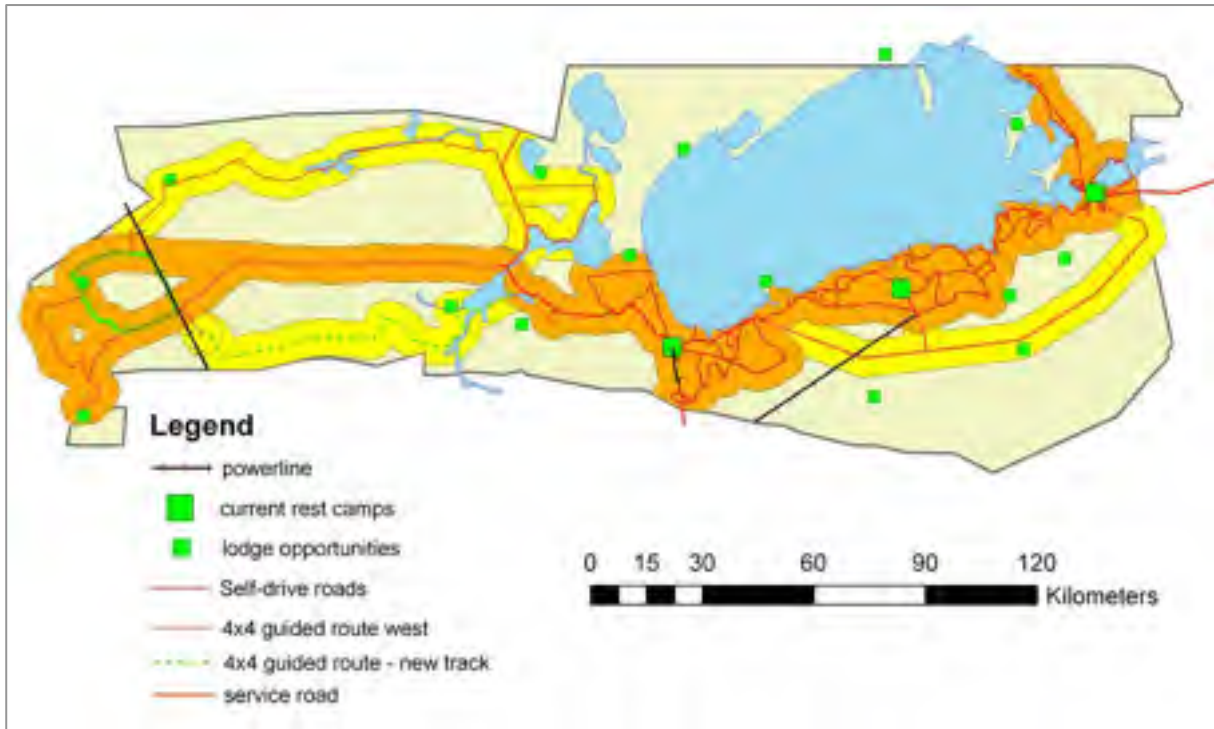 Legend
powerline
current rest camps
lodge opportunities
Self-drive roads
4x4 guided route west
4x4 guided route - new track
service road
0 15 30 60 90 120
Kilometers